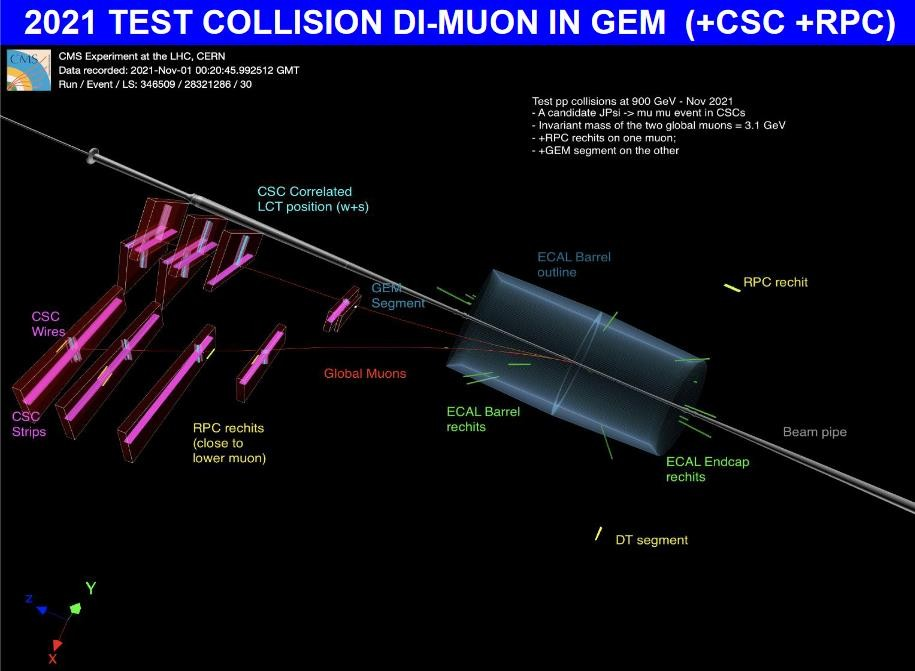 2021 TEST COLLISION DI-MUON IN GEM (+CSC +RPC)
CMS
CMS Experiment at the LHC, CERN
Data recorded: 2021-Nov-01 00:20:45.992512 GMT
Run / Event / LS: 346509 / 28321286 / 30
Test pp collisions at 900 GeV - Nov 2021
- A candidate JPsi -> mu mu event in CSCs
- Invariant mass of the two global muons = 3.1 GeV
- +RPC rechits on one muon;
- +GEM segment on the other
CSC Correlated
LCT position (w+s)
ECAL Barrel
outline
RPC rechit
GEM
Segment
CSC
Wires
Global Muons
CSC
Strips
RPC rechits
(close to
lower muon)
ECAL Barrel
rechits
Beam pipe
ECAL Endcap
rechits
DT segment
Z
Y
X